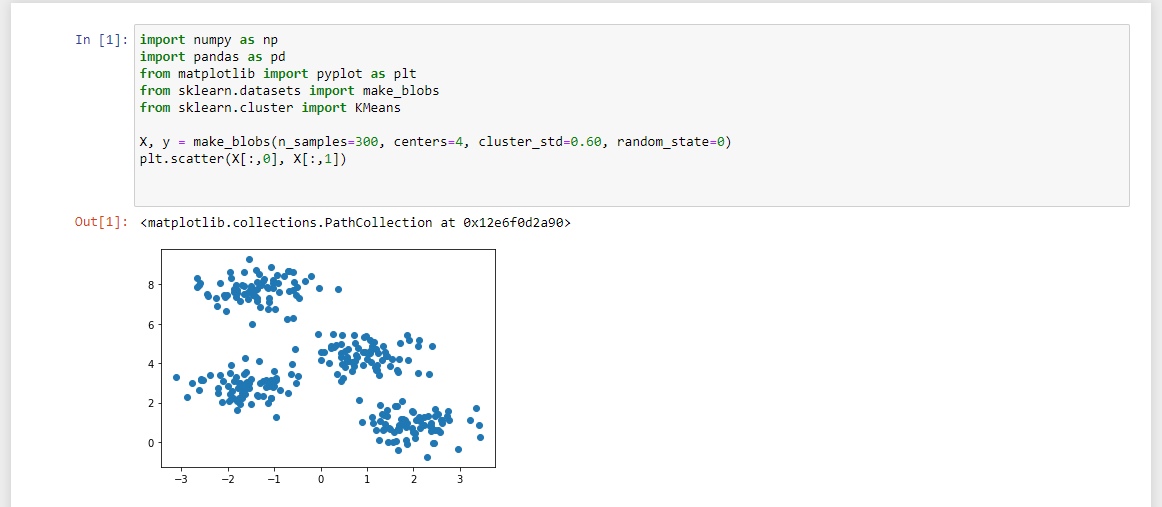 In [1]:
import numpy as np
import pandas as pd
from matplotlib import pyplot as plt
from sklearn.datasets import make_blobs
from sklearn.cluster import KMeans
X, y = make_blobs(n_samples=300, centers=4, cluster_std=0.60, random_state=0)
plt.scatter(X[:,0], X[:,1])
Out[1]: <matplotlib.collections.PathCollection at 0x12e6f0d2a90>
8
6
4
2
0
−3 −2 −1 0 1 2 3